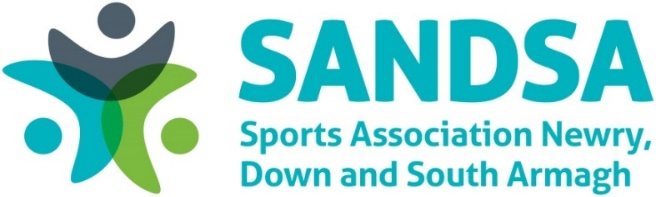 SANDSA
Sports Association Newry,
Down and South Armagh